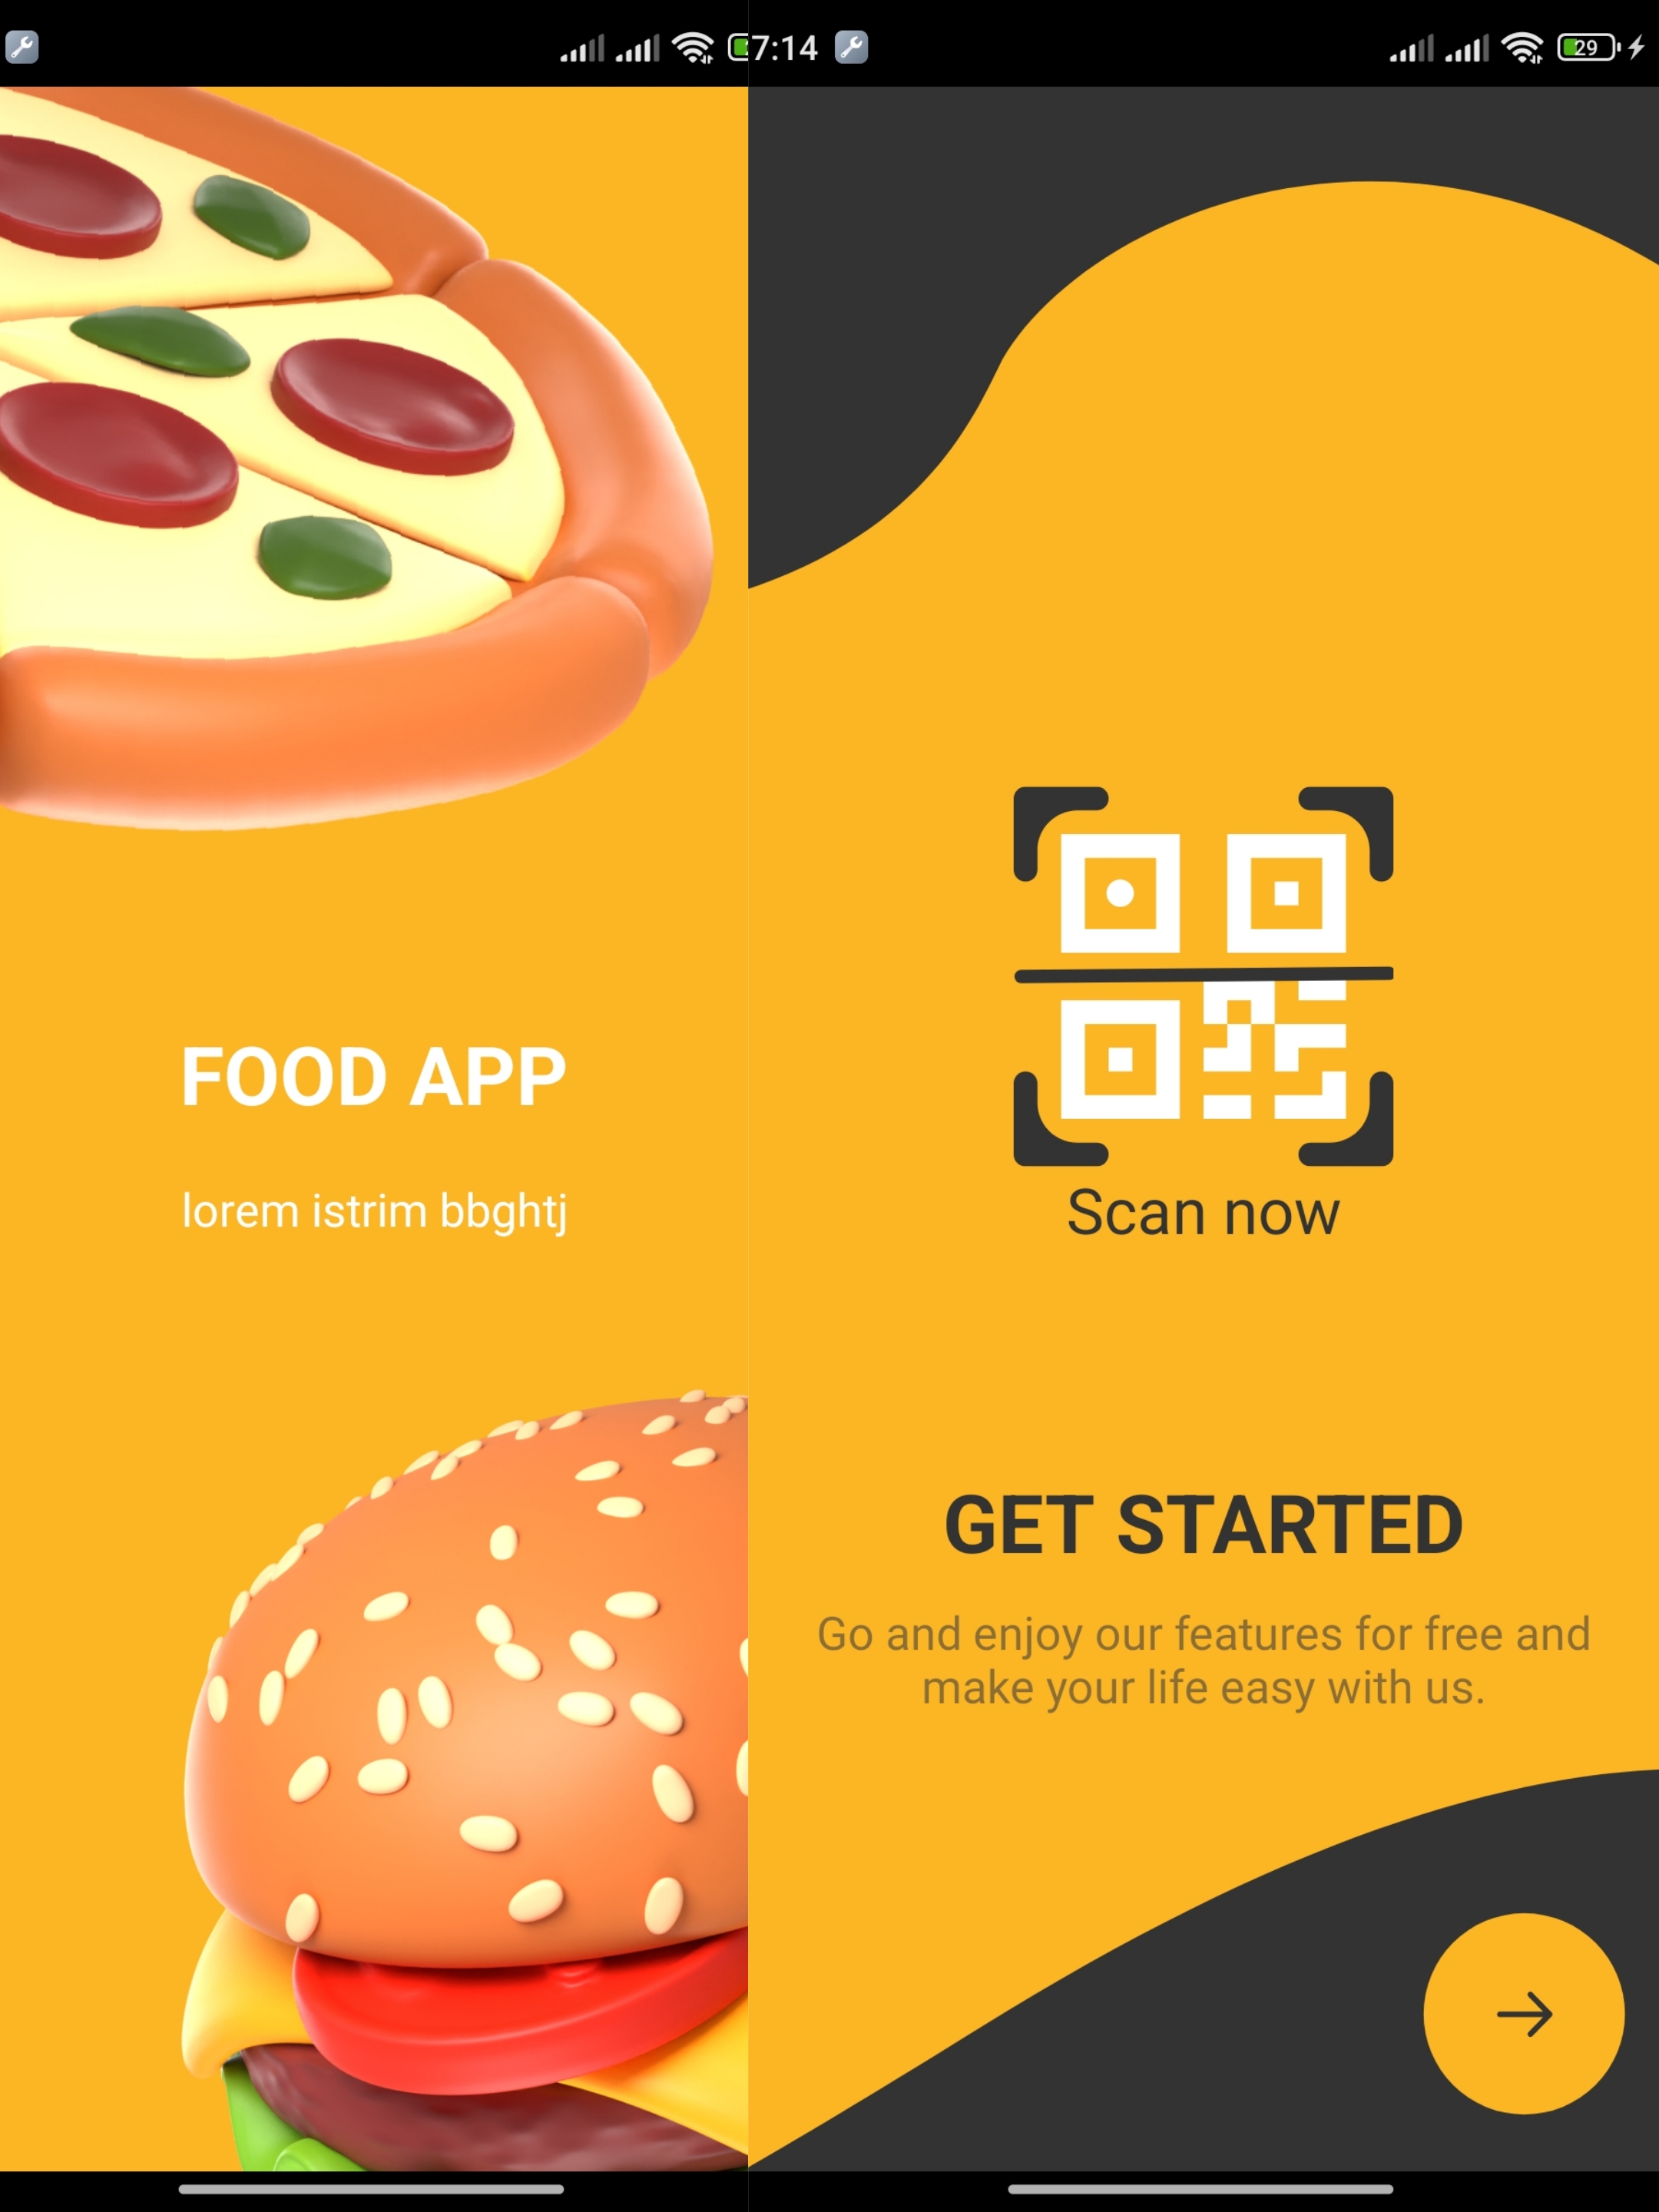 7:14
29
FOOD APP
lorem istrim bbghtj
Scan now
GET STARTED
Go and enjoy our features for free and
make your life easy with us.